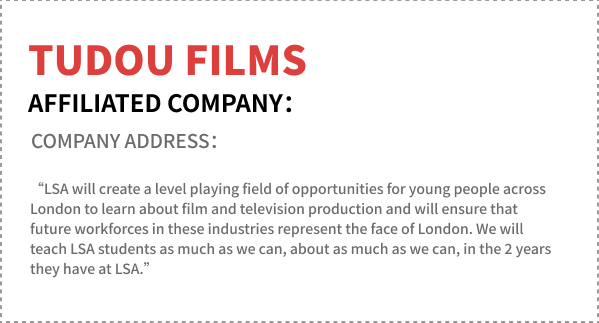 TUDOU FILMS
AFFILIATED COMPANY：
COMPANY ADDRESS：
“LSA will create a level playing field of opportunities for young people across
London to learn about film and television production and will ensure that
future workforces in these industries represent the face of London. We will
teach LSA students as much as we can, about as much as we can, in the 2 years
they have at LSA.”